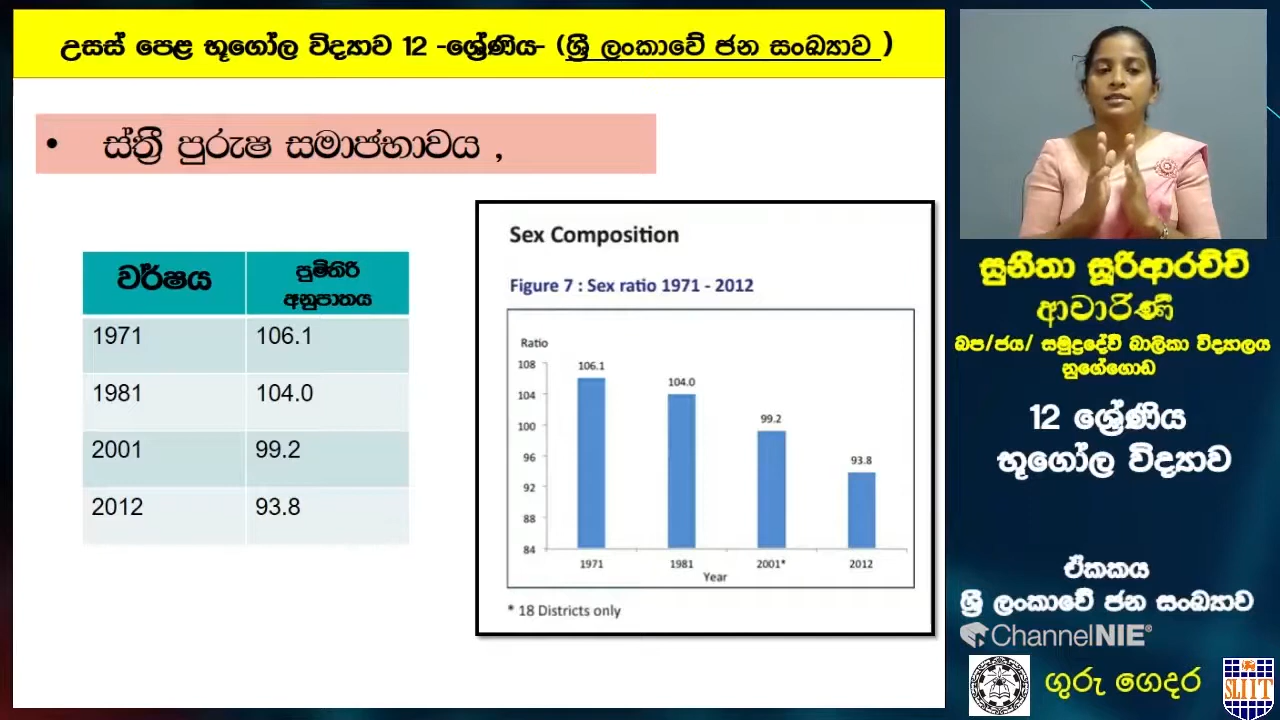 උසස් පෙළ භූගෝල විද්‍යාව 12 -ශ්‍රේණිය- (ශ්‍රී ලංකාවේ ජන සංඛ්‍යාව )
• ස්ත්‍රී පුරුෂ සමාජභාවය ,
වර්ෂය පුමිතිරි අනුපාතය
1971 106.1
1981 104.0
2001 99.2
2012 93.8
Sex Composition
Figure 7 : Sex ratio 1971 - 2012
Ratio
108
104
100
96
92
88
84
106.1
104.0
99.2
93.8
1971 1981 2001* 2012
Year
* 18 Districts only
සුනීතා සූරිආරච්චි
ආචාරිණී
බප/ජය/ සමුද්‍රදේවී බාලිකා විද්‍යාලය
නුගේගොඩ
12 ශ්‍රේණිය
භූගෝල විද්‍යාව
ඒකකය
ශ්‍රී ලංකාවේ ජන සංඛ්‍යාව
ChannelNIE®
ගුරු ගෙදර
SLIIT